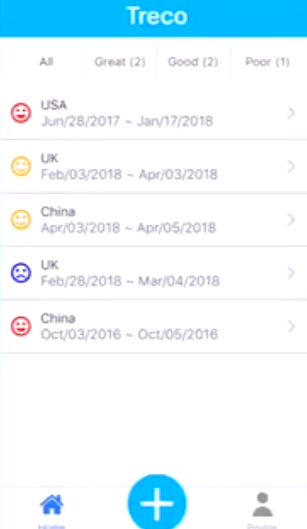 Treco
All Great (2) Good (2) Poor (1)
USA
Jun/28/2017 ~ Jan/17/2018
UK
Feb/03/2018 ~ Apr/03/2018
China
Apr/03/2018 ~ Apr/05/2018
UK
Feb/28/2018 ~ Mar/04/2018
China
Oct/03/2016 ~ Oct/05/2016
Home